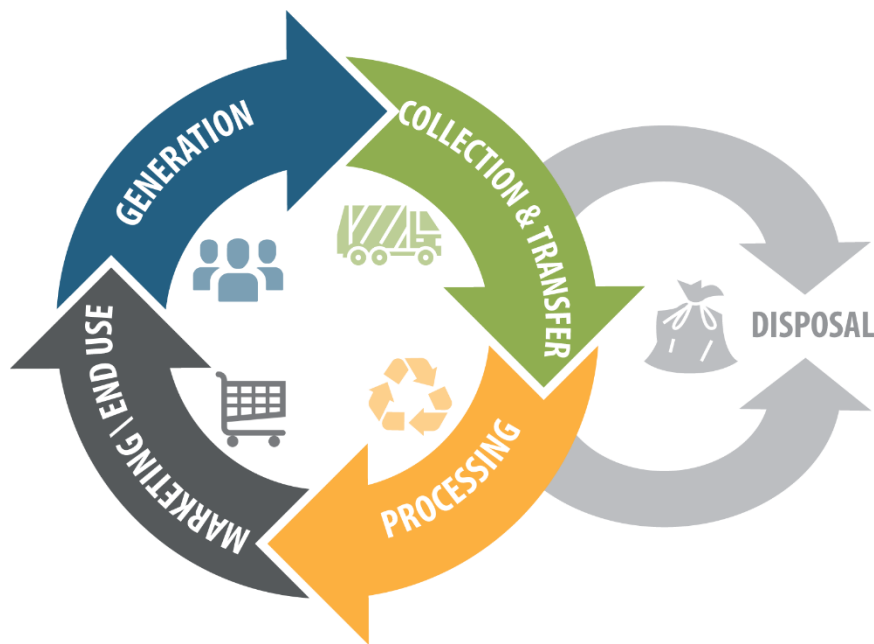 GENERATION
COLLECTION & TRANSFER
DISPOSAL
PROCESSING
MARKETING \ END USE